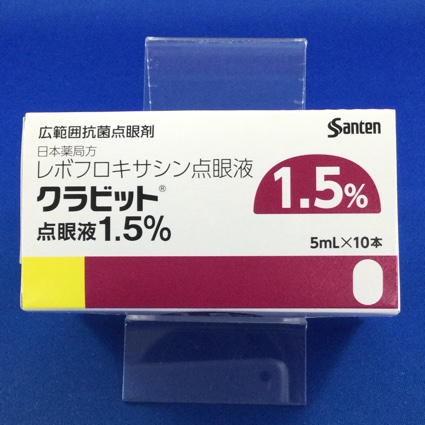 広範囲抗菌点眼剤
Santen
日本薬局方
レボフロキサシン点眼液
クラビット®
点眼液1.5%
1.5%
5mL×10本